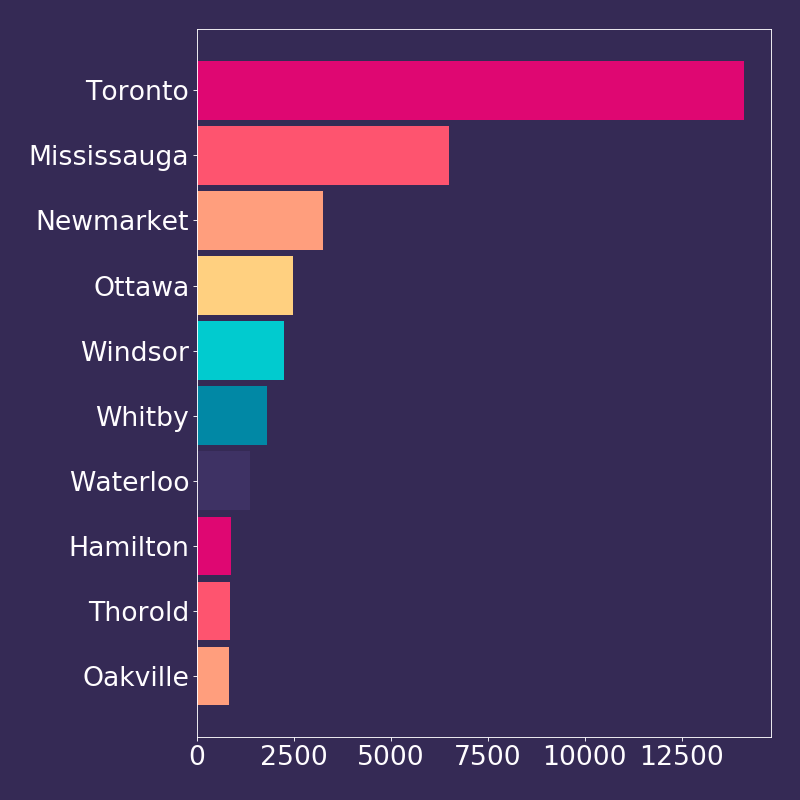 Toronto
Mississauga
Newmarket
Ottawa
Windsor
Whitby
Waterloo
Hamilton
Thorold
Oakville
0 2500 5000 7500 10000 12500